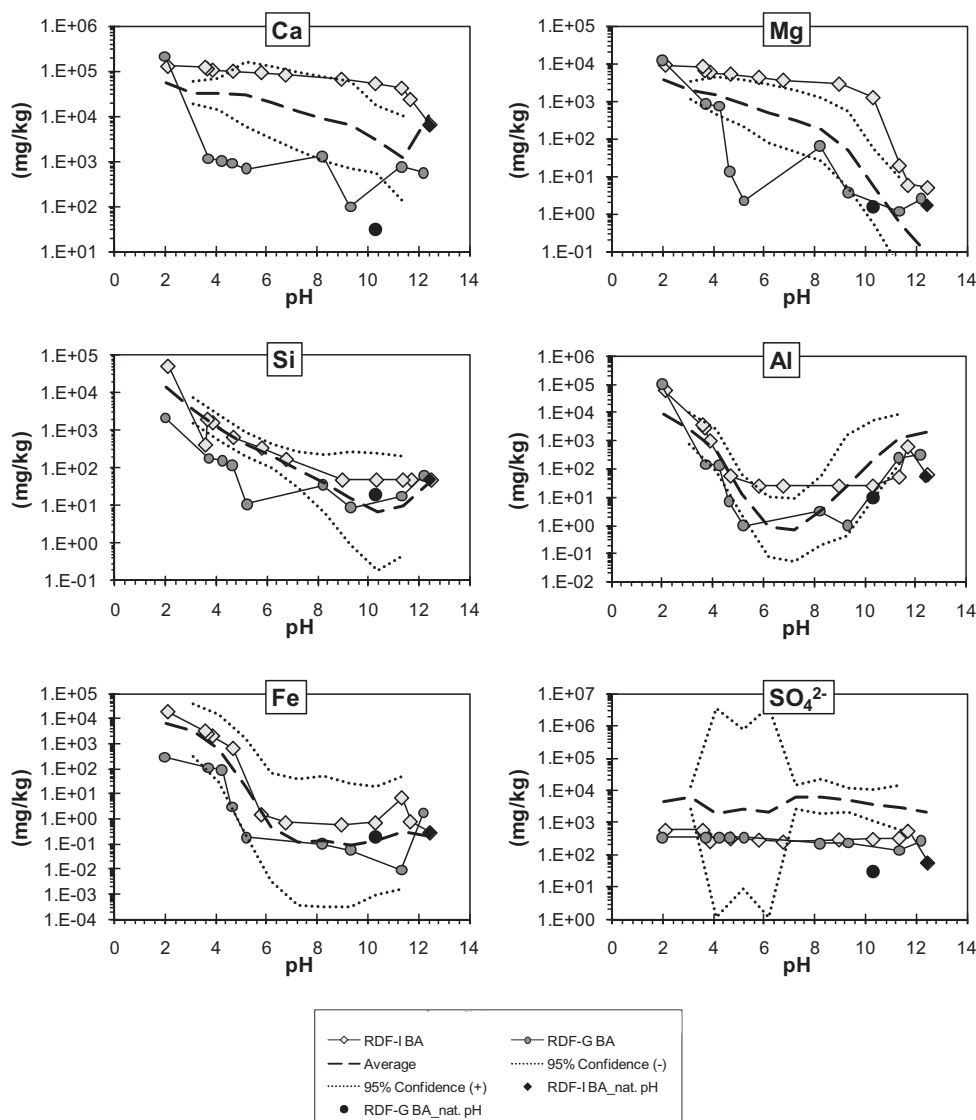 Ca
(mg/kg)
1.E+06
1.E+05
1.E+04
1.E+03
1.E+02
1.E+01
0 2 4 6 8 10 12 14
pH
Mg
(mg/kg)
1.E+05
1.E+04
1.E+03
1.E+02
1.E+01
1.E+00
1.E-01
0 2 4 6 8 10 12 14
pH
Si
(mg/kg)
1.E+05
1.E+04
1.E+03
1.E+02
1.E+01
1.E+00
1.E-01
0 2 4 6 8 10 12 14
pH
Al
(mg/kg)
1.E+06
1.E+05
1.E+04
1.E+03
1.E+02
1.E+01
1.E+00
1.E-01
1.E-02
0 2 4 6 8 10 12 14
pH
Fe
(mg/kg)
1.E+05
1.E+04
1.E+03
1.E+02
1.E+01
1.E+00
1.E-01
1.E-02
1.E-03
1.E-04
0 2 4 6 8 10 12 14
pH
SO₄²⁻
(mg/kg)
1.E+07
1.E+06
1.E+05
1.E+04
1.E+03
1.E+02
1.E+01
1.E+00
0 2 4 6 8 10 12 14
pH
RDF-I BA RDF-G BA
Average 95% Confidence (-)
95% Confidence (+) RDF-I BA_nat. pH
RDF-G BA_nat. pH